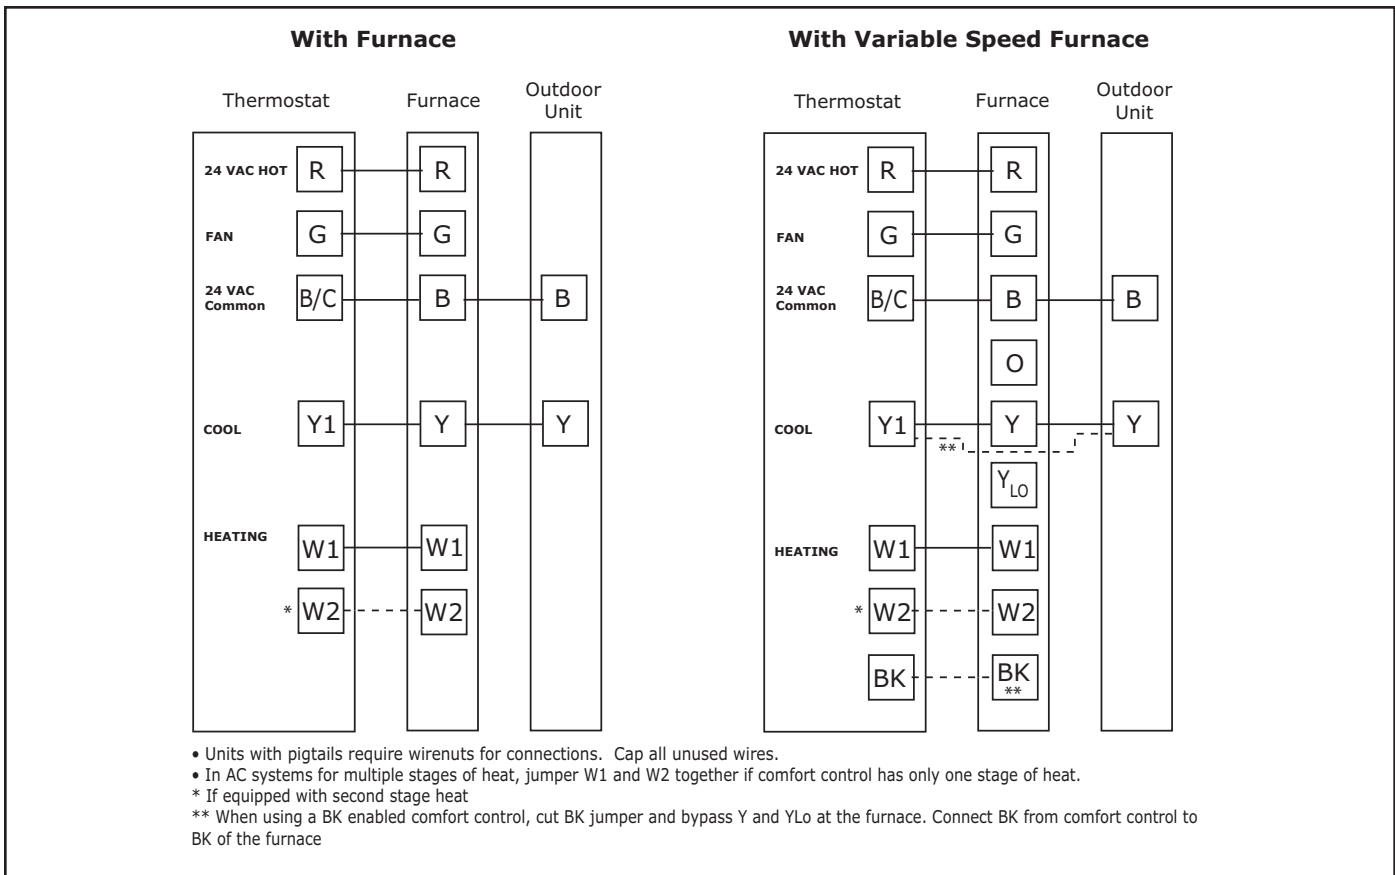 With Furnace
Thermostat Furnace Outdoor
Unit
24 VAC HOT R R
FAN G G
24 VAC
Common B/C B B
COOL Y1 Y Y
HEATING W1 W1
* W2 W2
With Variable Speed Furnace
Thermostat Furnace Outdoor
Unit
24 VAC HOT R R
FAN G G
24 VAC
Common B/C B B
O
COOL Y1 Y Y
**
YLO
HEATING W1 W1
* W2 W2
BK BK
**
• Units with pigtails require wirenuts for connections. Cap all unused wires.
• In AC systems for multiple stages of heat, jumper W1 and W2 together if comfort control has only one stage of heat.
* If equipped with second stage heat
** When using a BK enabled comfort control, cut BK jumper and bypass Y and YLo at the furnace. Connect BK from comfort control to
BK of the furnace